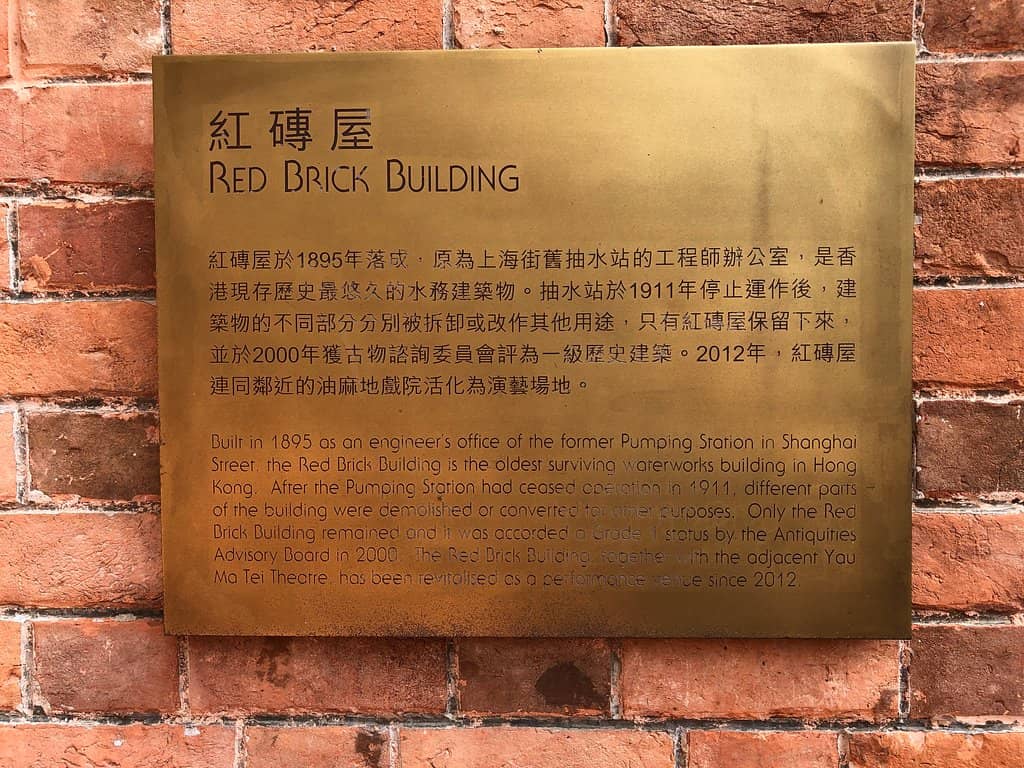 紅磚屋
RED BRICK BUILDING
紅磚屋於1895年落成，原為上海街舊抽水站的工程師辦公室，是香
港現存歷史最悠久的水務建築物。抽水站於1911年停止運作後，建
築物的不同部分分別被拆卸或改作其他用途，只有紅磚屋保留下來，
並於2000年獲古物諮詢委員會評為一級歷史建築。2012年，紅磚屋
連同鄰近的油麻地戲院活化為演藝場地。
Built in 1895 as an engineer's office of the former Pumping Station in Shanghai
Street, the Red Brick Building is the oldest surviving waterworks building in Hong
Kong. After the Pumping Station had ceased operation in 1911, different parts
of the building were demolished or converted for other purposes. Only the Red
Brick Building remained and it was accorded a Grade 1 status by the Antiquities
Advisory Board in 2000. The Red Brick Building, together with the adjacent Yau
Ma Tei Theatre, has been revitalised as a performance venue since 2012.